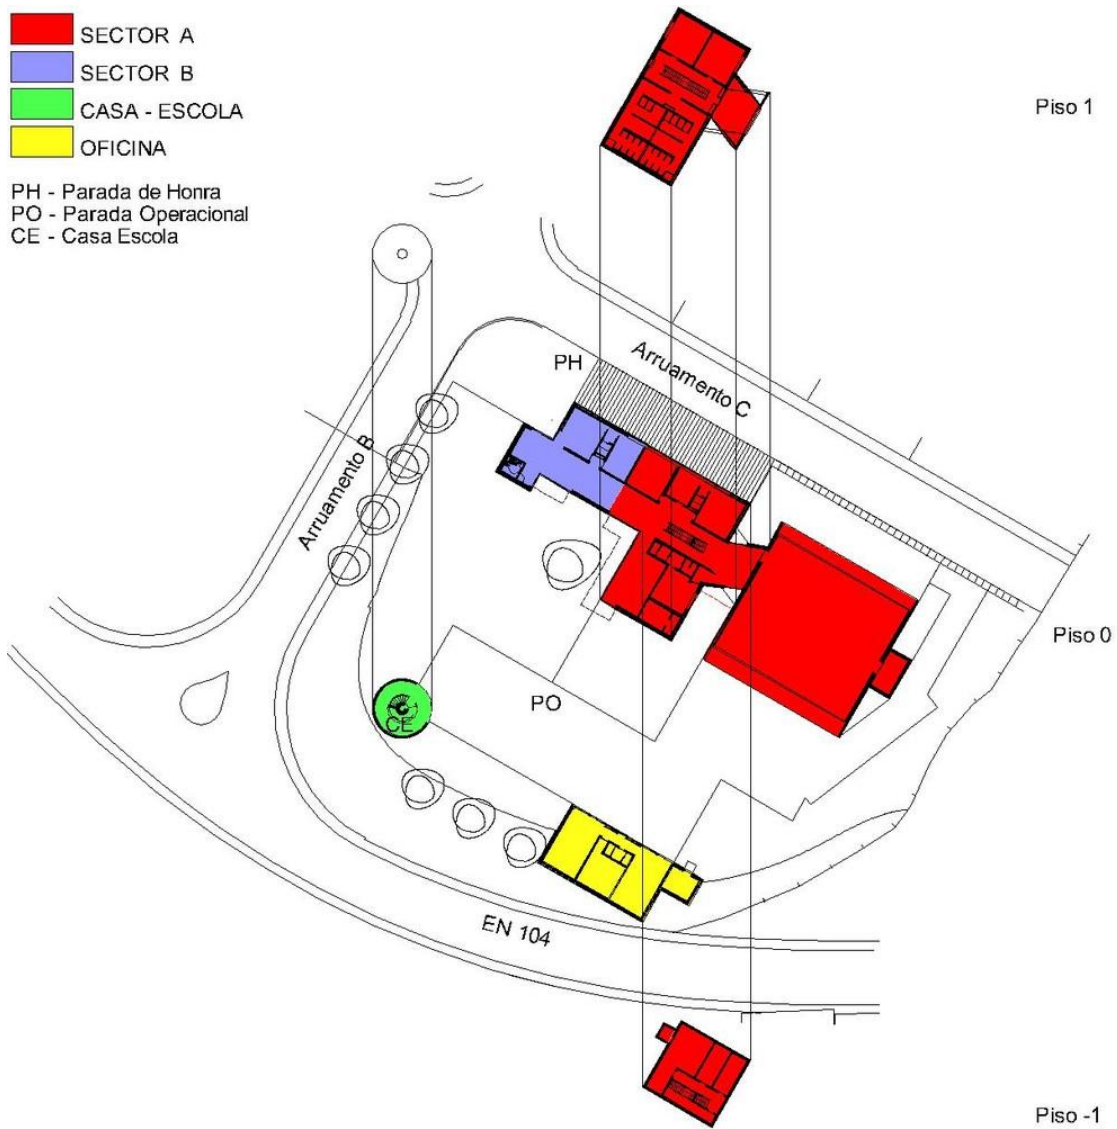 SECTOR A
SECTOR B
CASA - ESCOLA
OFICINA
PH - Parada de Honra
PO - Parada Operacional
CE - Casa Escola
Piso 1
PH
Arruamento C
Arruamento B
Piso 0
PO
CE
EN 104
Piso -1